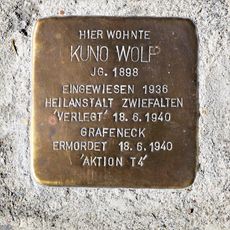 HIER WOHNTE
KUNO WOLF
JG. 1898
EINGEWIESEN 1936
HEILANSTALT ZWIEFALTEN
'VERLEGT' 18.6.1940
GRAFENECK
ERMORDET 18.6.1940
'AKTION T4'